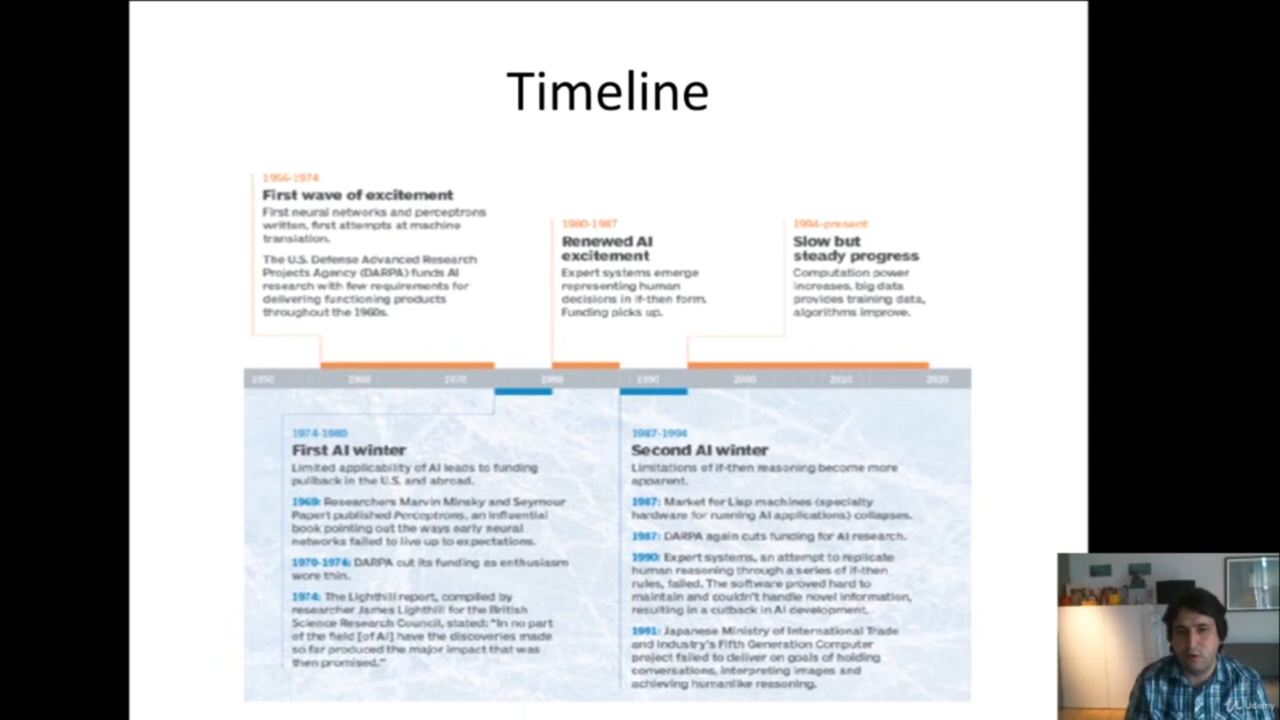 Timeline
1956-1974
First wave of excitement
First neural networks and perceptrons
written, first attempts at machine
translation.
The U.S. Defense Advanced Research
Projects Agency (DARPA) funds AI
research with few requirements for
delivering functioning products
throughout the 1960s.
1980-1987
Renewed AI
excitement
Expert systems emerge
representing human
decisions in if-then form.
Funding picks up.
1994-present
Slow but
steady progress
Computation power
increases, big data
provides training data,
algorithms improve.
1950 1960 1970 1980 1990 2000 2010 2020
1974-1980
First AI winter
Limited applicability of AI leads to funding
pullback in the U.S. and abroad.
1969: Researchers Marvin Minsky and Seymour
Papert published Perceptrons, an influential
book pointing out the ways early neural
networks failed to live up to expectations.
1970-1974: DARPA cut its funding as enthusiasm
wore thin.
1974: The Lighthill report, compiled by
researcher James Lighthill for the British
Science Research Council, stated: "In no part
of the field [of AI] have the discoveries made
so far produced the major impact that was
then promised."
1987-1994
Second AI winter
Limitations of if-then reasoning become more
apparent.
1987: Market for Lisp machines (specialty
hardware for running AI applications) collapses.
1987: DARPA again cuts funding for AI research.
1990: Expert systems, an attempt to replicate
human reasoning through a series of if-then
rules, failed. The software proved hard to
maintain and couldn't handle novel information,
resulting in a cutback in AI development.
1991: Japanese Ministry of International Trade
and Industry's Fifth Generation Computer
project failed to deliver on goals of holding
conversations, interpreting images and
achieving humanlike reasoning.
Udemy